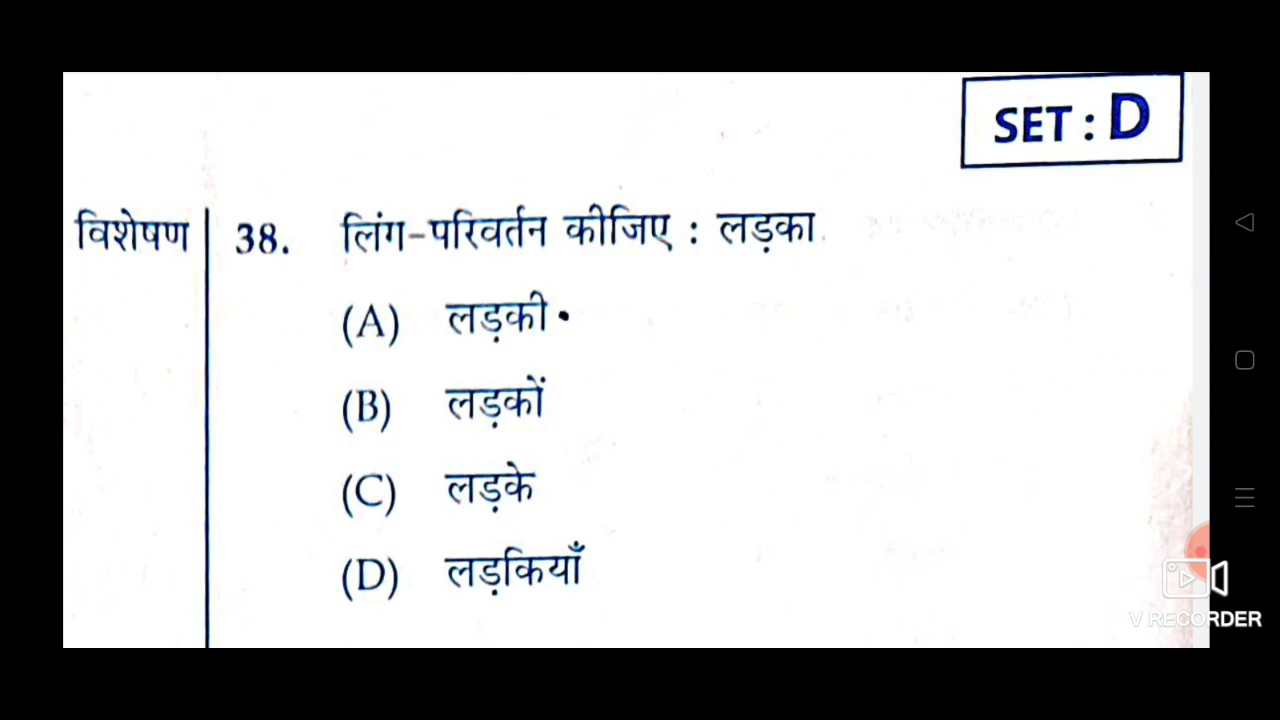 SET : D
विशेषण
38. लिंग-परिवर्तन कीजिए : लड़का
(A) लड़की
(B) लड़कों
(C) लड़के
(D) लड़कियाँ
V RECORDER